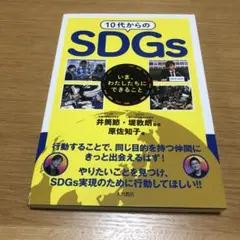 10代からの
SDGs
いま、
わたしたちに
できること
井筒節・堤敦朗
原佐知子
行動することで、同じ目的を持つ仲間に
きっと出会えるはず!
やりたいことを見つけ、
SDGs実現のために行動してほしい!!